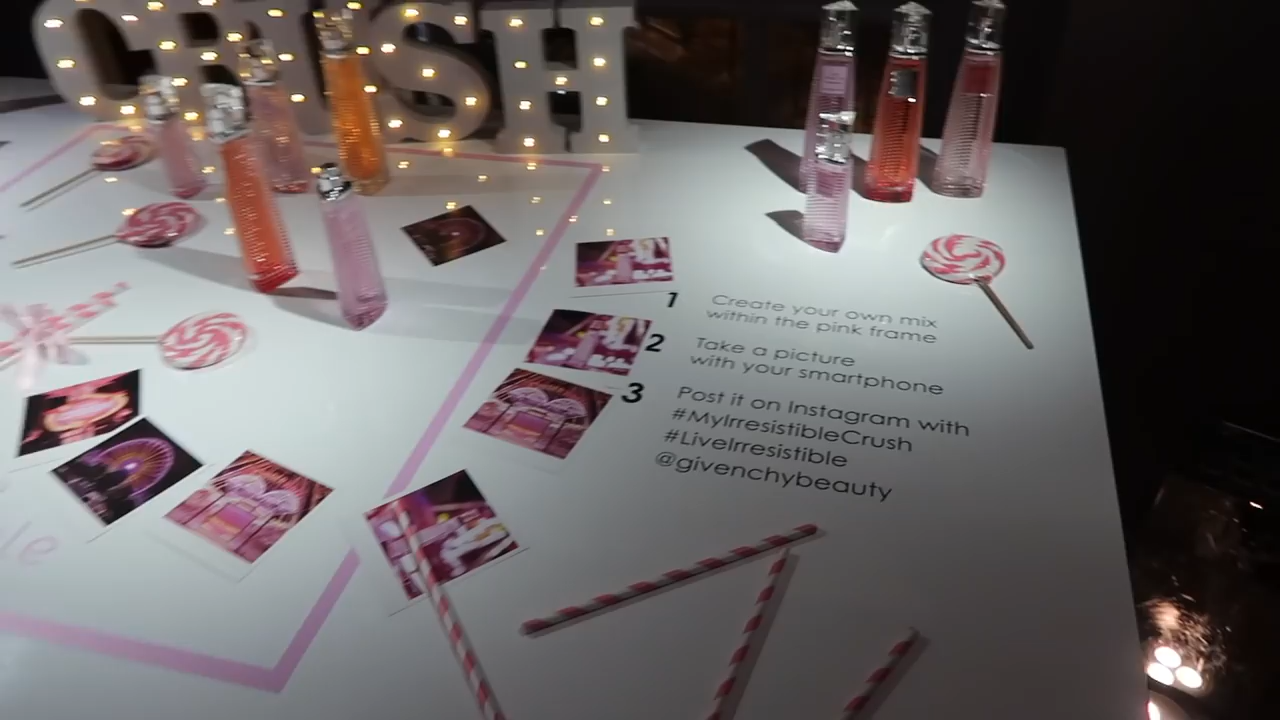 CRUSH
1 Create your own mix
within the pink frame
2 Take a picture
with your smartphone
3 Post it on Instagram with
#MyIrresistibleCrush
#LiveIrresistible
@givenchybeauty